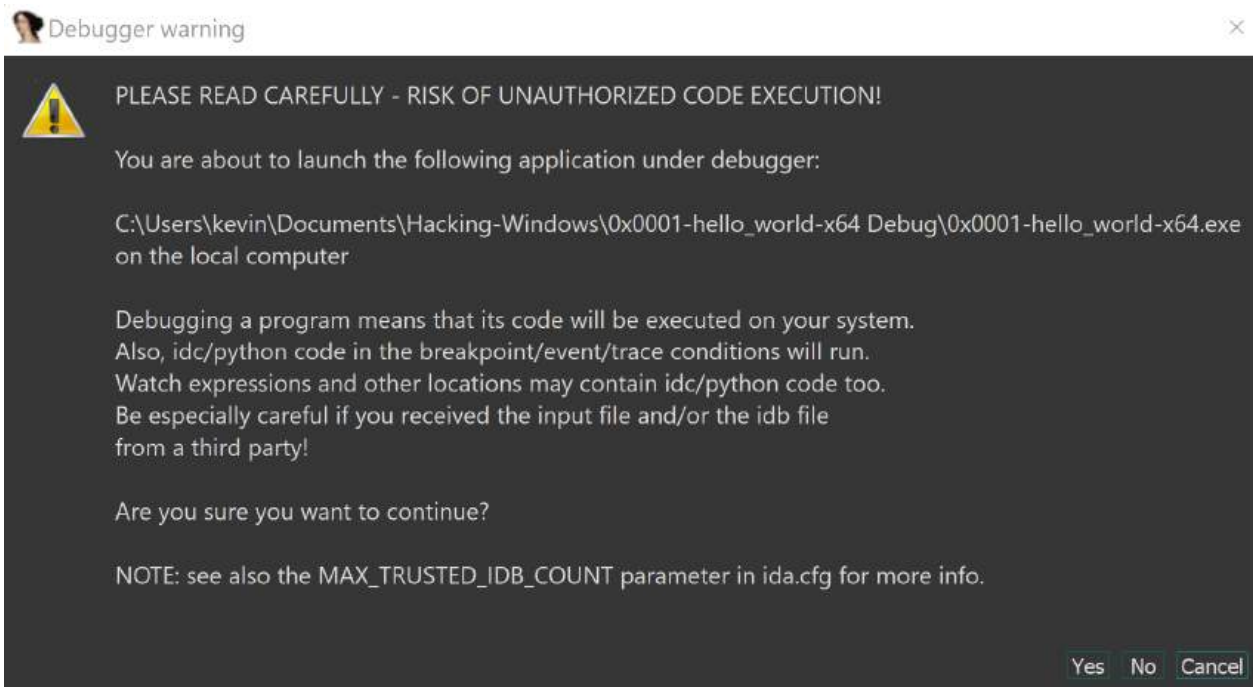 Debugger warning
PLEASE READ CAREFULLY - RISK OF UNAUTHORIZED CODE EXECUTION!
You are about to launch the following application under debugger:
C:\Users\kevin\Documents\Hacking-Windows\0x0001-hello_world-x64 Debug\0x0001-hello_world-x64.exe
on the local computer
Debugging a program means that its code will be executed on your system.
Also, idc/python code in the breakpoint/event/trace conditions will run.
Watch expressions and other locations may contain idc/python code too.
Be especially careful if you received the input file and/or the idb file
from a third party!
Are you sure you want to continue?
NOTE: see also the MAX_TRUSTED_IDB_COUNT parameter in ida.cfg for more info.
Yes No Cancel